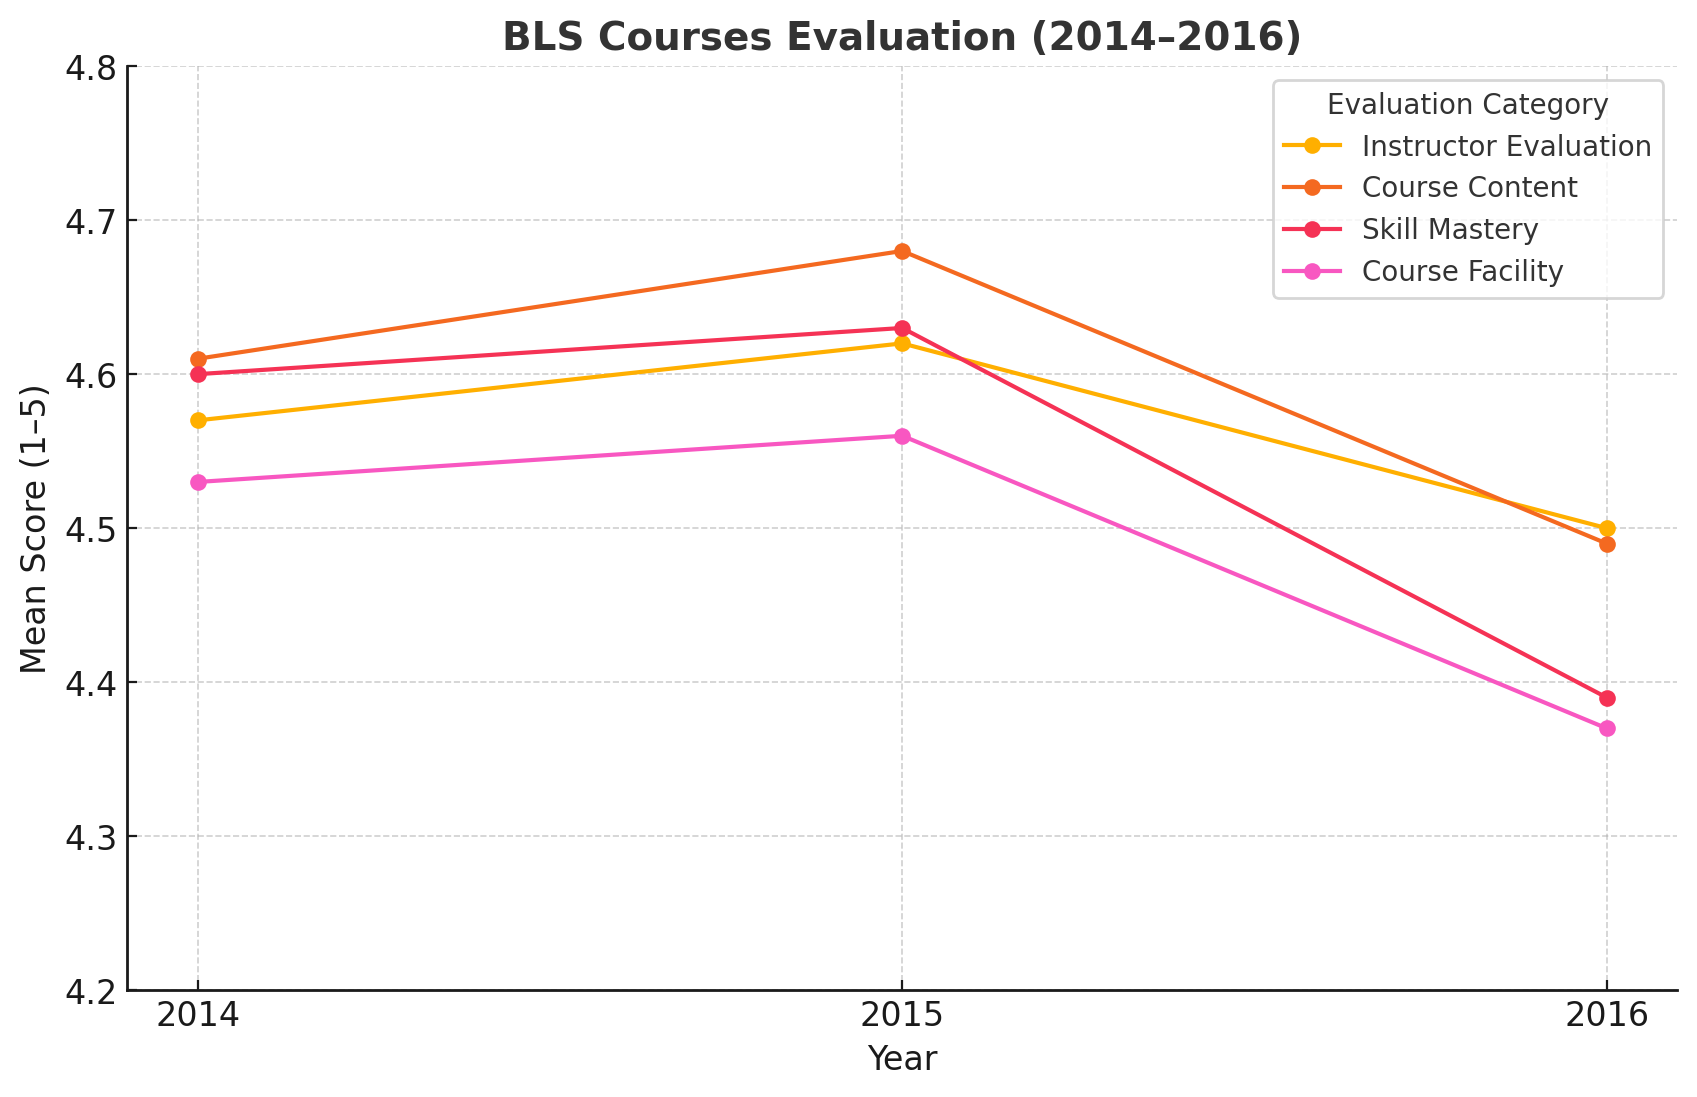 BLS Courses Evaluation (2014–2016)
4.8
4.7
4.6
4.5
4.4
4.3
4.2
Mean Score (1–5)
Evaluation Category
Instructor Evaluation
Course Content
Skill Mastery
Course Facility
2014 2015 2016
Year